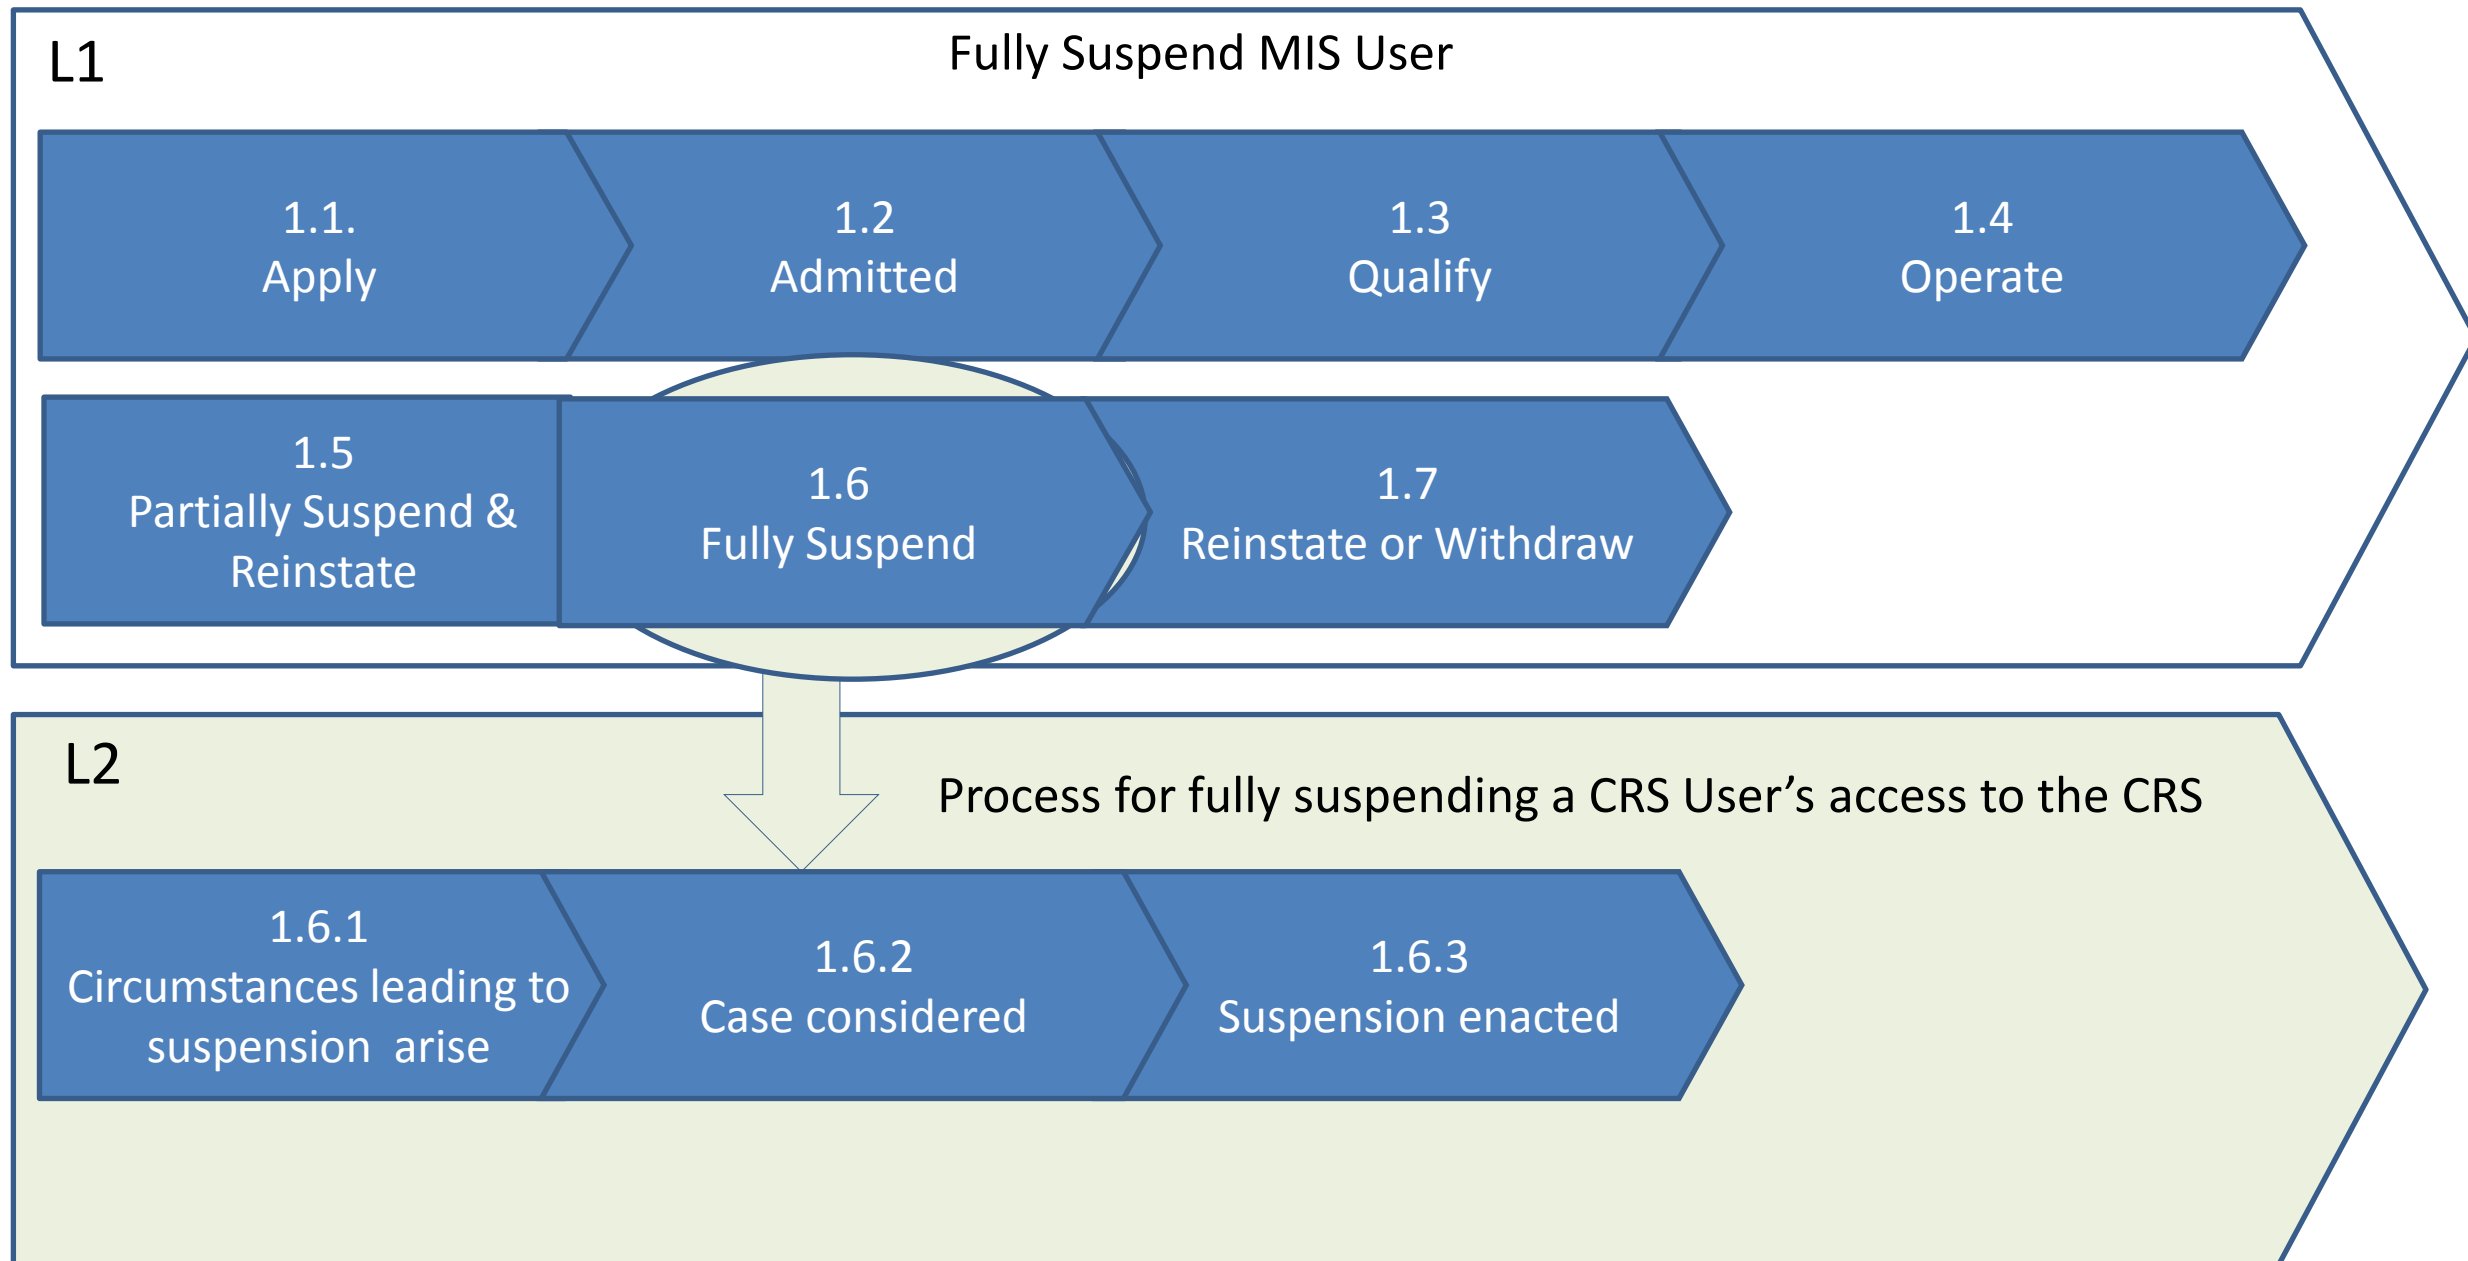 L1
Fully Suspend MIS User
1.1.
Apply
1.2
Admitted
1.3
Qualify
1.4
Operate
1.5
Partially Suspend &
Reinstate
1.6
Fully Suspend
1.7
Reinstate or Withdraw
L2
Process for fully suspending a CRS User’s access to the CRS
1.6.1
Circumstances leading to
suspension  arise
1.6.2
Case considered
1.6.3
Suspension enacted